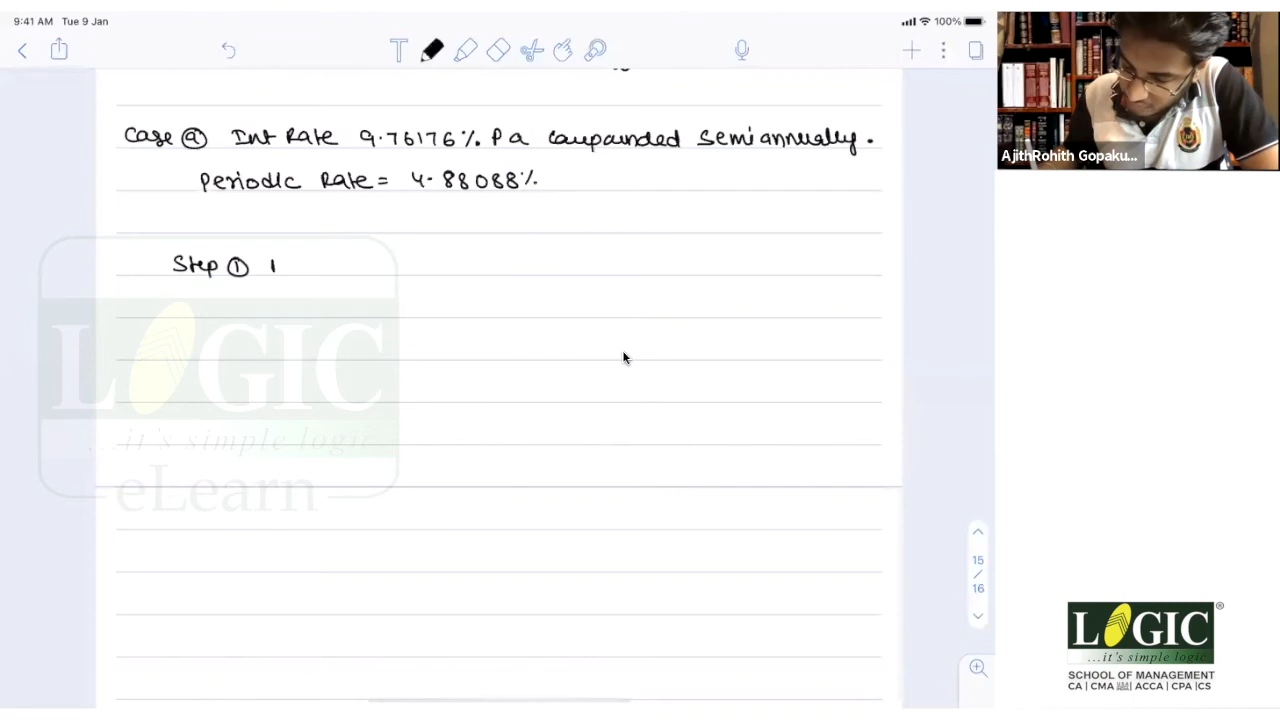 9:41 AM Tue 9 Jan
100%
T
Case ⓐ Int Rate 9.76176% Pa Compounded Semiannually.
Periodic Rate = 4.88088%
Step ① 1
LOGIC
...it's simple logic
eLearn
15
/
16
AjithRohith Gopaku...
LOGIC®
...it's simple logic
SCHOOL OF MANAGEMENT
CA | CMA | ACCA | CPA | CS